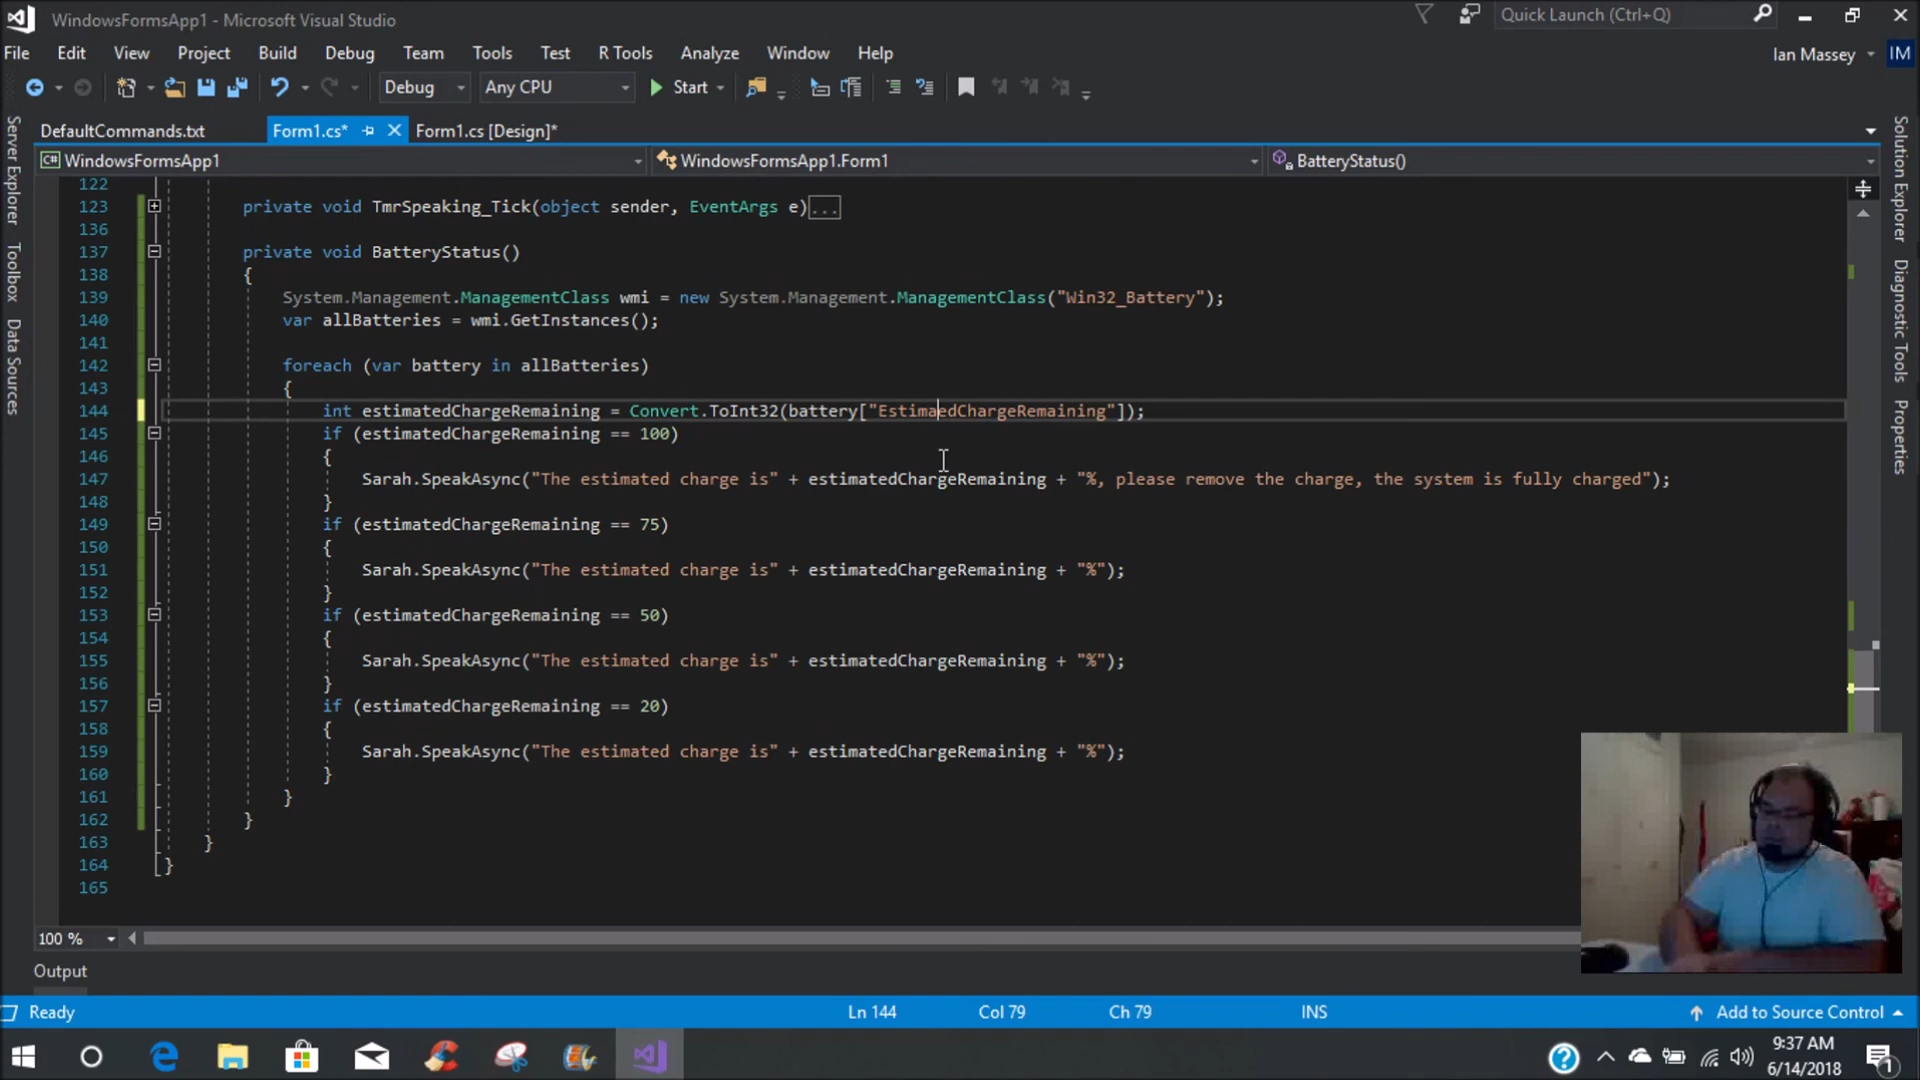 WindowsFormsApp1 - Microsoft Visual Studio
Quick Launch (Ctrl+Q)
File Edit View Project Build Debug Team Tools Test R Tools Analyze Window Help
Ian Massey IM
Debug Any CPU Start
DefaultCommands.txt Form1.cs* Form1.cs [Design]*
C# WindowsFormsApp1 WindowsFormsApp1.Form1 BatteryStatus()
Server Explorer
Toolbox
Data Sources
Solution Explorer
Diagnostic Tools
Properties
122
123 private void TmrSpeaking_Tick(object sender, EventArgs e)...
136
137 private void BatteryStatus()
138 {
139 System.Management.ManagementClass wmi = new System.Management.ManagementClass("Win32_Battery");
140 var allBatteries = wmi.GetInstances();
141
142 foreach (var battery in allBatteries)
143 {
144 int estimatedChargeRemaining = Convert.ToInt32(battery["EstimaedChargeRemaining"]);
145 if (estimatedChargeRemaining == 100)
146 {
147 Sarah.SpeakAsync("The estimated charge is" + estimatedChargeRemaining + "%, please remove the charge, the system is fully charged");
148 }
149 if (estimatedChargeRemaining == 75)
150 {
151 Sarah.SpeakAsync("The estimated charge is" + estimatedChargeRemaining + "%");
152 }
153 if (estimatedChargeRemaining == 50)
154 {
155 Sarah.SpeakAsync("The estimated charge is" + estimatedChargeRemaining + "%");
156 }
157 if (estimatedChargeRemaining == 20)
158 {
159 Sarah.SpeakAsync("The estimated charge is" + estimatedChargeRemaining + "%");
160 }
161 }
162 }
163 }
164 }
165
100 %
Output
Ready Ln 144 Col 79 Ch 79 INS Add to Source Control
9:37 AM
6/14/2018
1